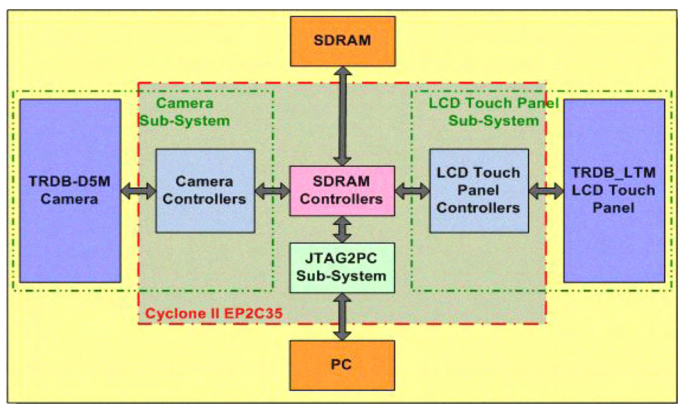 SDRAM
Camera
Sub-System
LCD Touch Panel
Sub-System
TRDB-D5M
Camera
Camera
Controllers
SDRAM
Controllers
LCD Touch
Panel
Controllers
TRDB_LTM
LCD Touch
Panel
JTAG2PC
Sub-System
Cyclone II EP2C35
PC